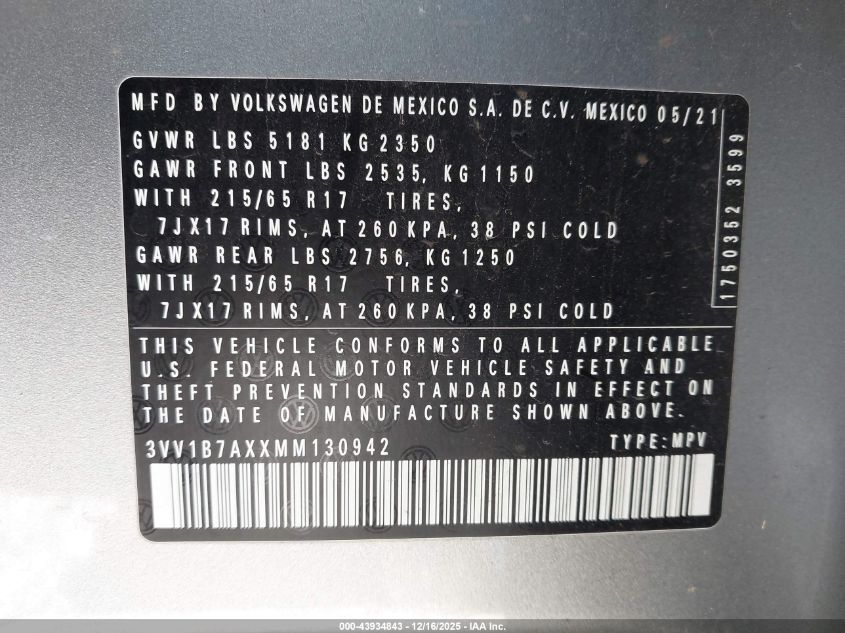 MFD BY VOLKSWAGEN DE MEXICO S.A. DE C.V. MEXICO 05/21
GVWR LBS 5181 KG 2350
GAWR FRONT LBS 2535, KG 1150
WITH 215/65 R17 TIRES,
7JX17 RIMS, AT 260 KPA, 38 PSI COLD
GAWR REAR LBS 2756, KG 1250
WITH 215/65 R17 TIRES,
7JX17 RIMS, AT 260 KPA, 38 PSI COLD
1750352 3599
THIS VEHICLE CONFORMS TO ALL APPLICABLE
U.S. FEDERAL MOTOR VEHICLE SAFETY AND
THEFT PREVENTION STANDARDS IN EFFECT ON
THE DATE OF MANUFACTURE SHOWN ABOVE.
3VV1B7AXXMM130942 TYPE: MPV
000-43934843 - 12/16/2025 - IAA Inc.